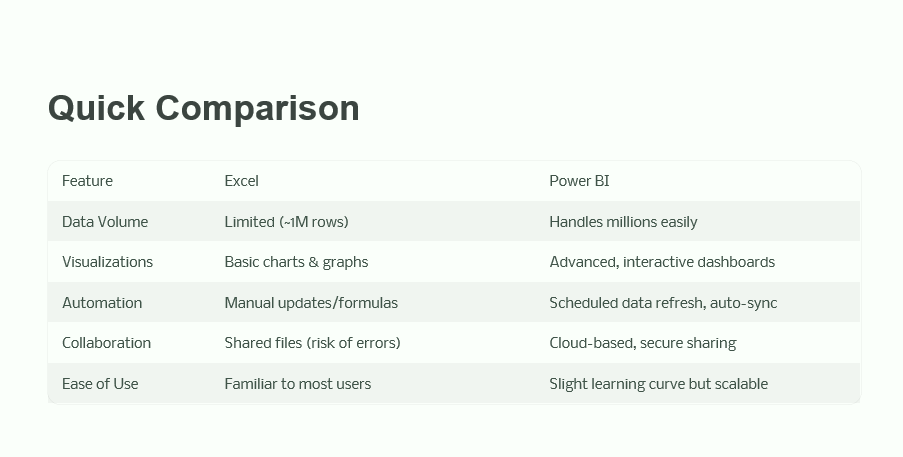 Quick Comparison
Feature Excel Power BI
Data Volume Limited (~1M rows) Handles millions easily
Visualizations Basic charts & graphs Advanced, interactive dashboards
Automation Manual updates/formulas Scheduled data refresh, auto-sync
Collaboration Shared files (risk of errors) Cloud-based, secure sharing
Ease of Use Familiar to most users Slight learning curve but scalable